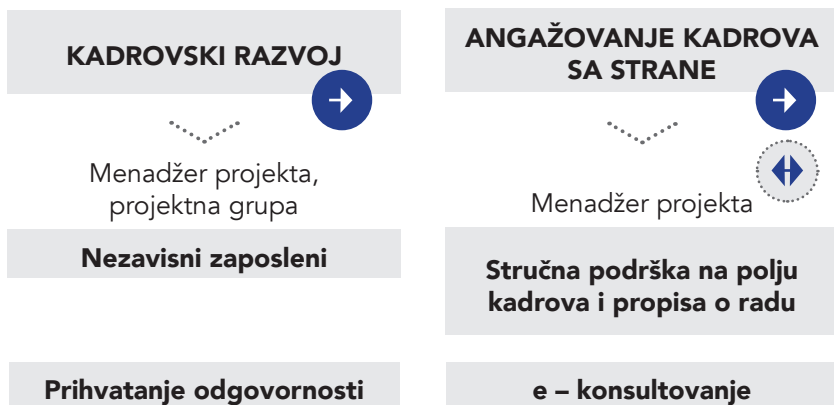 KADROVSKI RAZVOJ
Menadžer projekta,
projektna grupa
Nezavisni zaposleni
Prihvatanje odgovornosti
ANGAŽOVANJE KADROVA
SA STRANE
Menadžer projekta
Stručna podrška na polju
kadrova i propisa o radu
e – konsultovanje